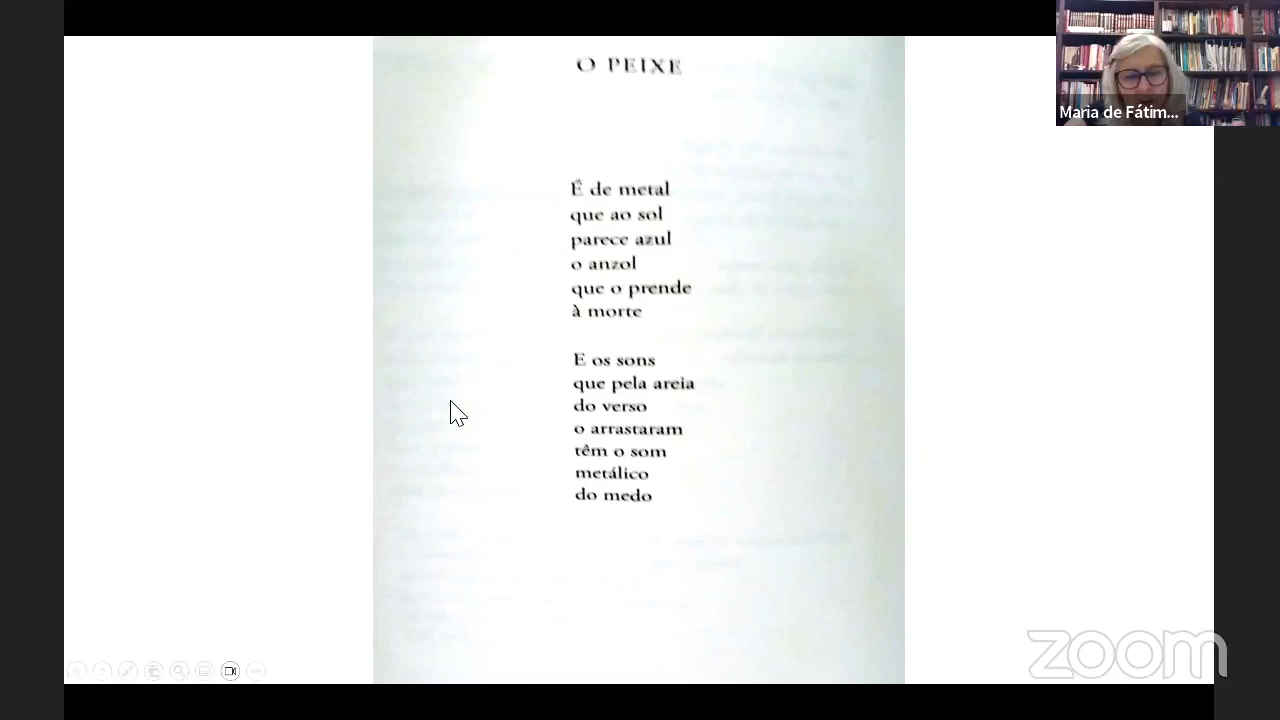 O PEIXE
É de metal
que ao sol
parece azul
o anzol
que o prende
à morte
E os sons
que pela areia
do verso
o arrastaram
têm o som
metálico
do medo
Maria de Fátim...
zoom